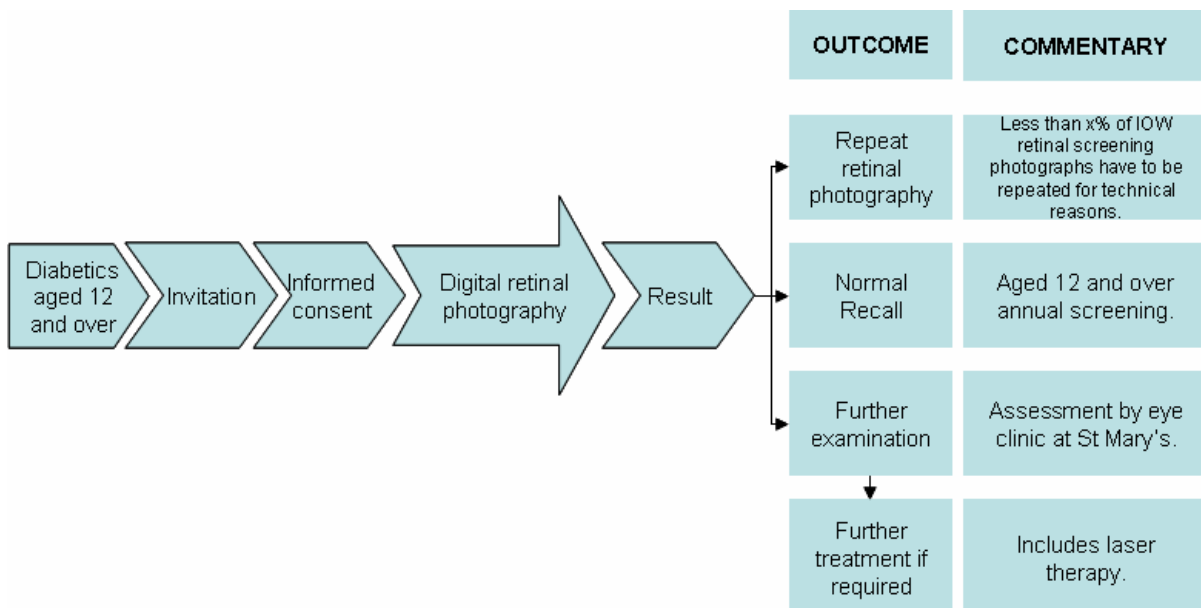 OUTCOME
COMMENTARY
Repeat
retinal
photography
Less than x% of IOW
retinal screening
photographs have to be
repeated for technical
reasons.
Diabetics
aged 12
and over
Invitation
Informed
consent
Digital retinal
photography
Result
Normal
Recall
Aged 12 and over
annual screening.
Further
examination
Assessment by eye
clinic at St Mary's.
Further
treatment if
required
Includes laser
therapy.